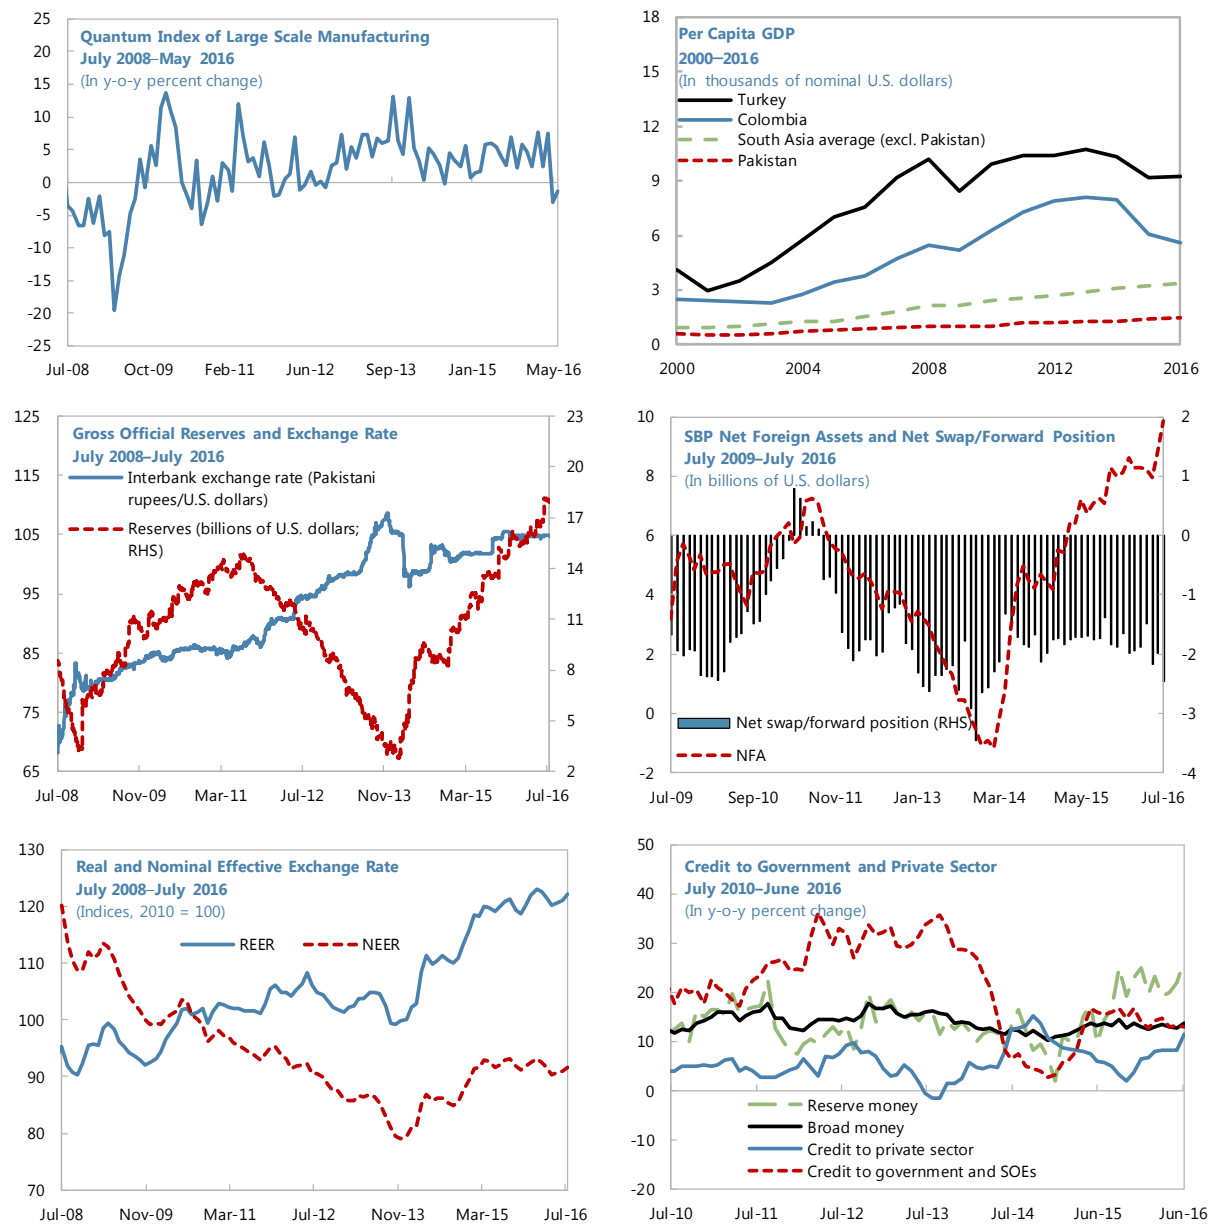 Quantum Index of Large Scale Manufacturing
July 2008–May 2016
(In y-o-y percent change)
25
20
15
10
5
0
-5
-10
-15
-20
-25
Jul-08 Oct-09 Feb-11 Jun-12 Sep-13 Jan-15 May-16
Per Capita GDP
2000–2016
(In thousands of nominal U.S. dollars)
Turkey
Colombia
South Asia average (excl. Pakistan)
Pakistan
18
15
12
9
6
3
0
2000 2004 2008 2012 2016
Gross Official Reserves and Exchange Rate
July 2008–July 2016
Interbank exchange rate (Pakistani
rupees/U.S. dollars)
Reserves (billions of U.S. dollars;
RHS)
125
115
105
95
85
75
65
23
20
17
14
11
8
5
2
Jul-08 Nov-09 Mar-11 Jul-12 Nov-13 Mar-15 Jul-16
SBP Net Foreign Assets and Net Swap/Forward Position
July 2009–July 2016
(In billions of U.S. dollars)
10
8
6
4
2
0
-2
2
1
0
-1
-2
-3
-4
Net swap/forward position (RHS)
NFA
Jul-09 Sep-10 Nov-11 Jan-13 Mar-14 May-15 Jul-16
Real and Nominal Effective Exchange Rate
July 2008–July 2016
(Indices, 2010 = 100)
REER NEER
130
120
110
100
90
80
70
Jul-08 Nov-09 Mar-11 Jul-12 Nov-13 Mar-15 Jul-16
Credit to Government and Private Sector
July 2010–June 2016
(In y-o-y percent change)
50
40
30
20
10
0
-10
-20
Reserve money
Broad money
Credit to private sector
Credit to government and SOEs
Jul-10 Jul-11 Jul-12 Jul-13 Jul-14 Jun-15 Jun-16